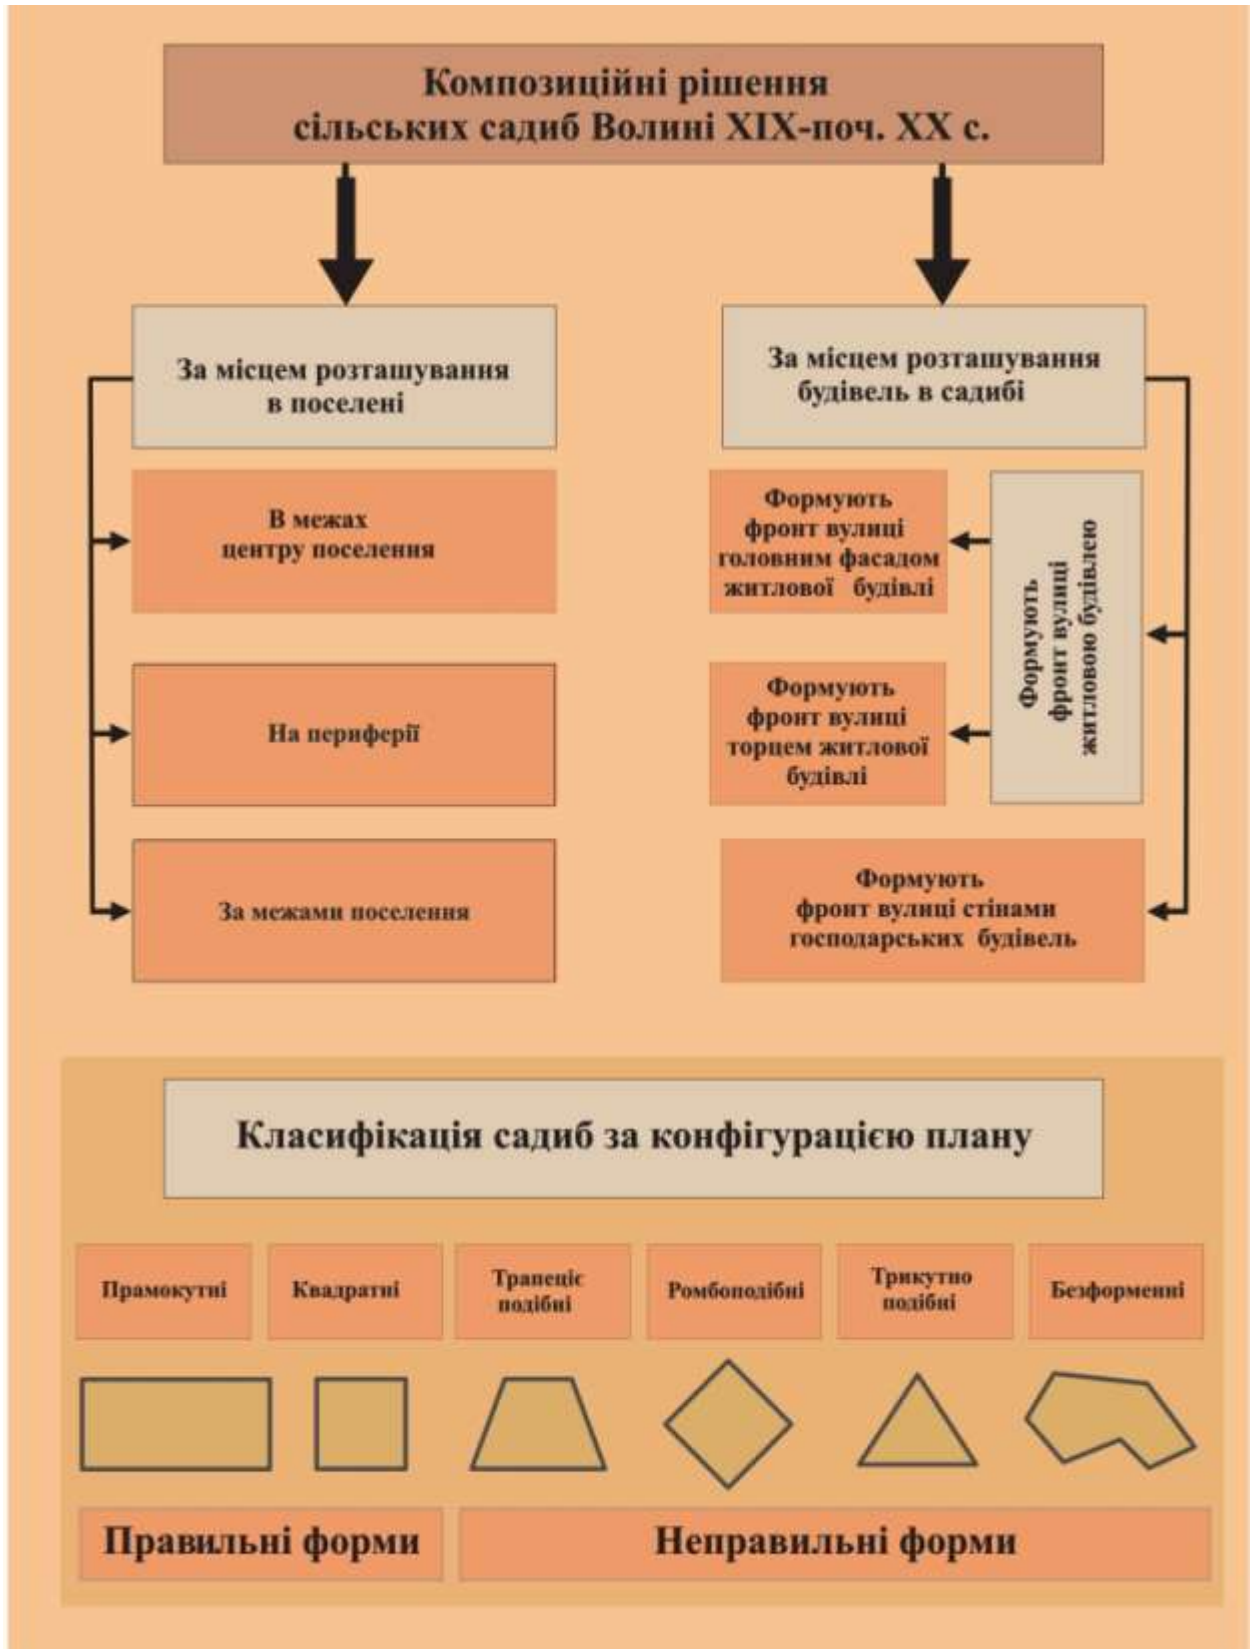 Композиційні рішення
сільських садиб Волині XIX-поч. XX с.
За місцем розташування
в поселені
В межах
центру поселення
На периферії
За межами поселення
За місцем розташування
будівель в садибі
Формують
фронт вулиці
житловою будівлею
Формують
фронт вулиці
головним фасадом
житлової будівлі
Формують
фронт вулиці
торцем житлової
будівлі
Формують
фронт вулиці стінами
господарських будівель
Класифікація садиб за конфігурацією плану
Прамокутні
Квадратні
Трапеціє
подібні
Ромбоподібні
Трикутно
подібні
Безформенні
Правильні форми
Неправильні форми